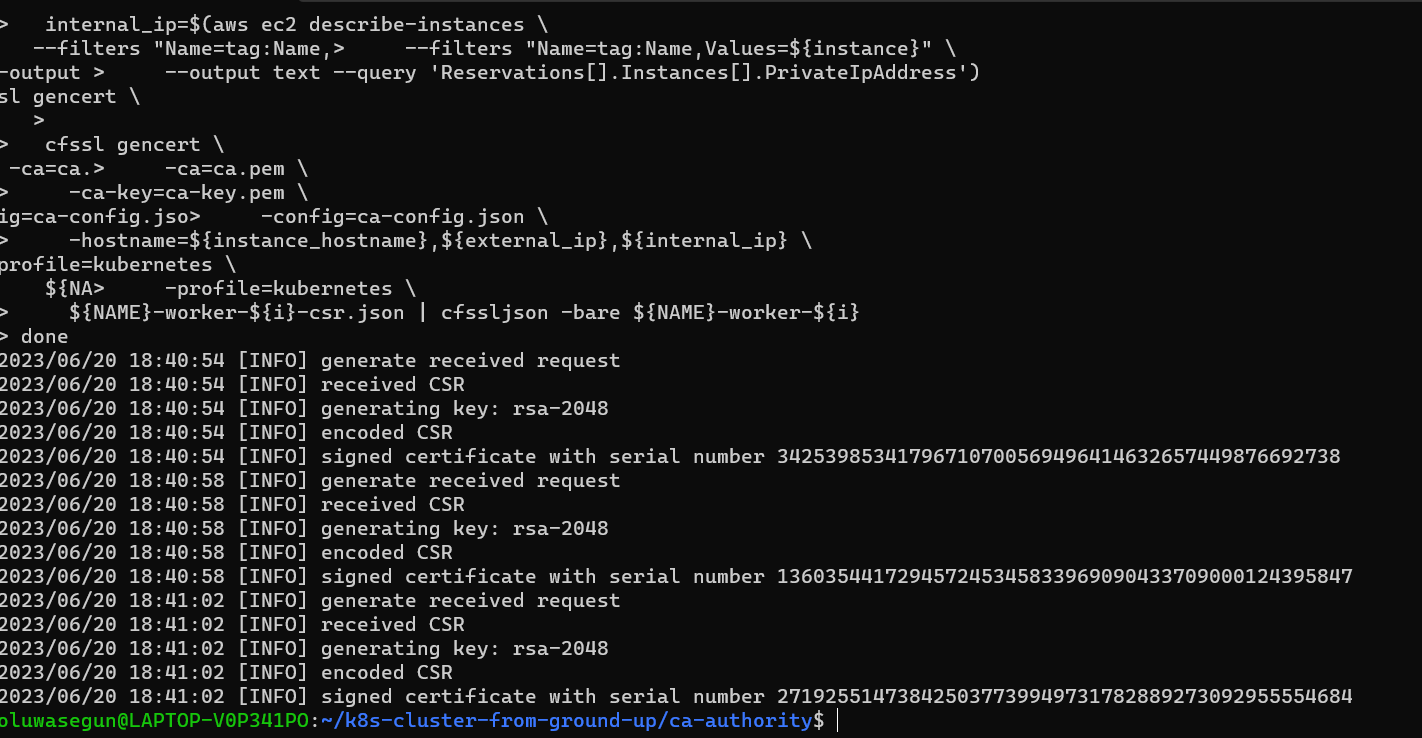 >   internal_ip=$(aws ec2 describe-instances \
   --filters "Name=tag:Name,>     --filters "Name=tag:Name,Values=${instance}" \
-output >     --output text --query 'Reservations[].Instances[].PrivateIpAddress')
sl gencert \
   >
>   cfssl gencert \
 -ca=ca.>     -ca=ca.pem \
>     -ca-key=ca-key.pem \
ig=ca-config.jso>     -config=ca-config.json \
>     -hostname=${instance_hostname},${external_ip},${internal_ip} \
profile=kubernetes \
    ${NA>     -profile=kubernetes \
>     ${NAME}-worker-${i}-csr.json | cfssljson -bare ${NAME}-worker-${i}
> done
2023/06/20 18:40:54 [INFO] generate received request
2023/06/20 18:40:54 [INFO] received CSR
2023/06/20 18:40:54 [INFO] generating key: rsa-2048
2023/06/20 18:40:54 [INFO] encoded CSR
2023/06/20 18:40:54 [INFO] signed certificate with serial number 342539853417967107005694964146326574498766927​38
2023/06/20 18:40:58 [INFO] generate received request
2023/06/20 18:40:58 [INFO] received CSR
2023/06/20 18:40:58 [INFO] generating key: rsa-2048
2023/06/20 18:40:58 [INFO] encoded CSR
2023/06/20 18:40:58 [INFO] signed certificate with serial number 136035441729457245345833969090433709000124395847
2023/06/20 18:41:02 [INFO] generate received request
2023/06/20 18:41:02 [INFO] received CSR
2023/06/20 18:41:02 [INFO] generating key: rsa-2048
2023/06/20 18:41:02 [INFO] encoded CSR
2023/06/20 18:41:02 [INFO] signed certificate with serial number 271925514738425037739949731782889273092955554684
oluwasegun@LAPTOP-V0P341PO:~/k8s-cluster-from-ground-up/ca-authority$